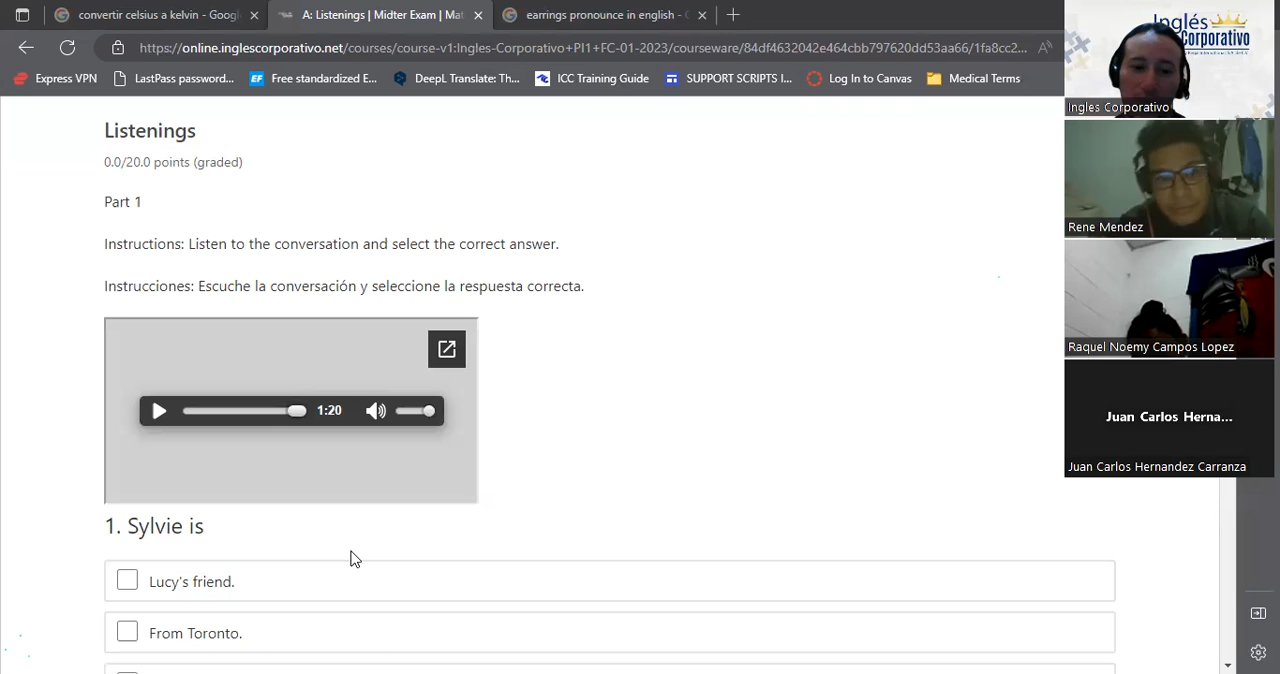 convertir celsius a kelvin - Googl
A: Listenings | Midter Exam | Mat
earrings pronounce in english - G
https://online.inglescorporativo.net/courses/course-v1:Ingles-Corporativo+PI1+FC-01-2023/courseware/84df4632042e464cbb797620dd53aa66/1fa8cc2...
Express VPN
LastPass password...
Free standardized E...
DeepL Translate: Th...
ICC Training Guide
SUPPORT SCRIPTS I...
Log In to Canvas
Medical Terms
Listenings
0.0/20.0 points (graded)
Part 1
Instructions: Listen to the conversation and select the correct answer.
Instrucciones: Escuche la conversación y seleccione la respuesta correcta.
1:20
1. Sylvie is
Lucy's friend.
From Toronto.
Inglés
Corporativo
Ingles Corporativo
Rene Mendez
Raquel Noemy Campos Lopez
Juan Carlos Herna...
Juan Carlos Hernandez Carranza